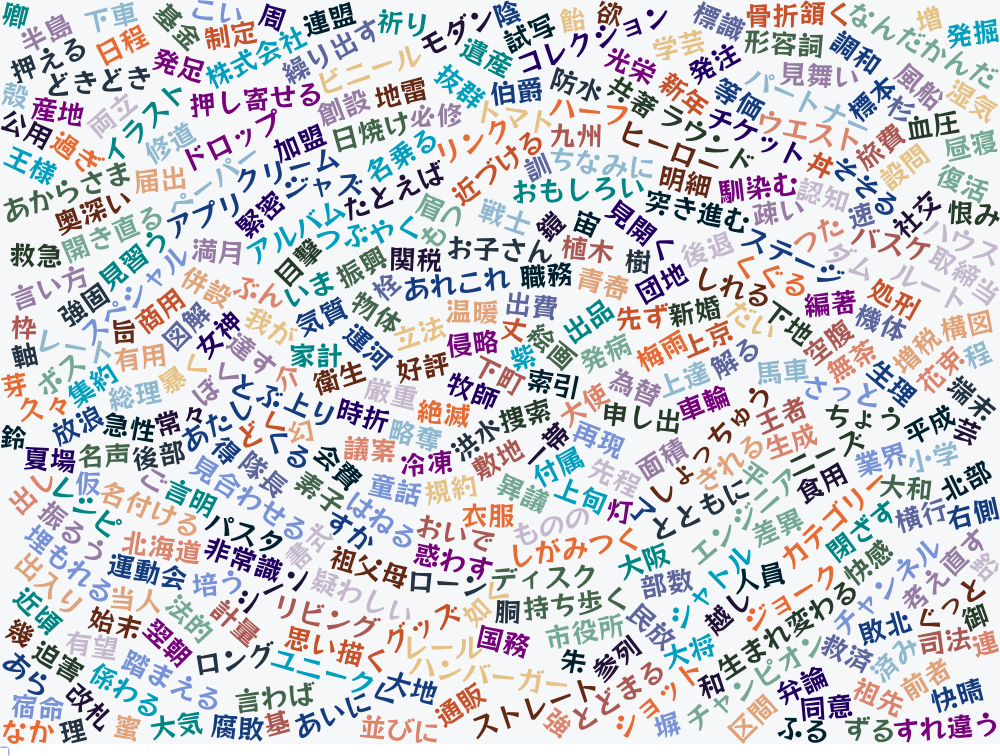 卿
半島
下車
基金
こい
周
連盟
祈り
モダン
陰
試写
飴
欲
コレクション
標識
骨折
頷く
なんだかんだ
増
発掘
押える
日程
制定
株式会社
繰り出す
遺産
光栄
学芸
発注
形容詞
調和
どきどき
発足
ビニール
抜群
伯爵
防水
共著
新年
等価
見舞い
パートナー
標本
風船
湿気
殻
産地
両立
イラスト
押し寄せる
創設
地雷
必修
トマト
ハーフ
ラウンド
チケット
ウエスト
杉
血圧
公用
過ぎ
修道
ドロップ
加盟
日焼け
名乗る
リンク
近づける
九州
ヒーロー
丼
旅費
昼寝
王様
届出
ペーパー
クリーム
訓
ちなみに
明細
馴染む
認知
そそる
設問
復活
あからさま
奥深い
アプリ
緊密
ジャズ
たとえば
眉
おもしろい
突き進む
疎い
速
社交
恨み
救急
開き直る
見習う
満月
アルバム
つぶやく
つ
も
戦士
鎧
宙
見開く
後退
ステージ
つた
バスケ
ハウス
言い方
強固
スペシャル
併設
ぶん
目撃
いま
振興
関税
お子さん
植木
樹
くぐる
ダム
ルート
取締
当
枠
商用
図解
女神
我が
気質
物体
怪
あれこれ
職務
青春
団地
しれる
下地
編著
処刑
機体
構図
軸
ルート
缶
有用
達す
家計
運河
立法
温暖
出費
丈
絵画
出品
先ず
新婚
だい
空腹
増税
芽
ボス
集約
総理
暴く
ぼく
介
衛生
好評
侵略
紫
発病
梅雨
上京
解る
馬車
無茶
花束
程
久々
放浪
急性
常々
とぶ
上り
時折
厳重
絶滅
牧師
下町
索引
大使
為替
上達
車輪
さっと
生理
端末
鈴
夏場
名声
後部
あたし
俺
どく
くる
幻
会費
議案
略奪
冷凍
洪水
捜索
敷地
一帯
再現
申し出
面積
しょっちゅう
王者
ちょう
平成
芸
出し
レシピ
仮
名付ける
ご
言明
見合わせる
隊長
素子
童話
規約
異議
付属
上旬
先程
灯
きれる
生成
ニーズ
食用
業界
小学
振るう
パスタ
すか
はねる
おいで
衣服
ものの
とともに
エンジニア
差異
カテゴリー
大和
北部
埋もれる
北海道
非常識
祖父母
惑わす
しがみつく
大阪
閉ざす
横行
右側
出入り
運動会
培う
疑わしい
ローン
ディスク
部数
シャトル
人員
ジョーク
快感
チャンネル
考え直す
近頃
当人
法的
計量
リビング
グッズ
如し
胴
持ち歩く
民放
越し
生まれ変わる
敗北
ぐっと
御
幾
始末
翌朝
思い描く
レール
国務
市役所
大将
救済
司法
連
迫害
有望
踏まえる
ロング
ユニーク
ハンバーガー
朱
参列
和
チャンピオン
済み
あら
改札
係わる
言わば
大地
通販
ストレート
とどまる
ショット
弁論
祖先
前者
快晴
宿命
蜜
大気
腐敗
基
あいにく
並びに
強
塀
区間
同意
なか
理
ふる
ずる
すれ違う